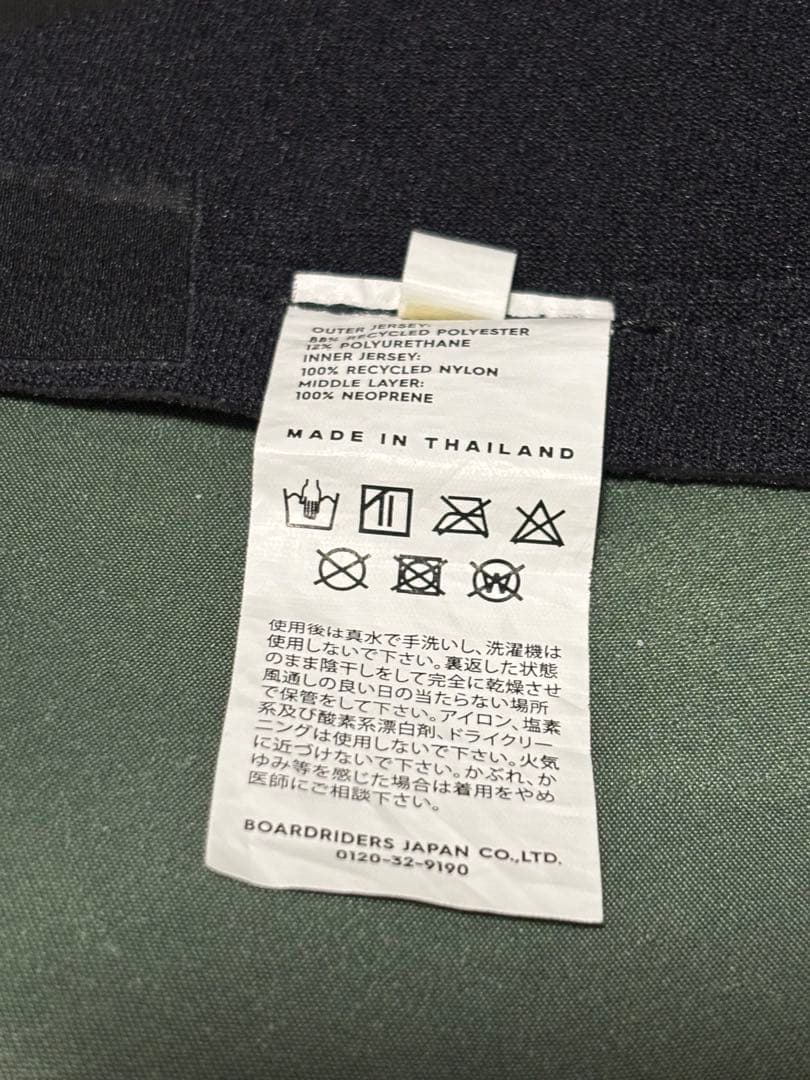 OUTER JERSEY:
88% RECYCLED POLYESTER
12% POLYURETHANE
INNER JERSEY:
100% RECYCLED NYLON
MIDDLE LAYER:
100% NEOPRENE
MADE IN THAILAND
使用後は真水で手洗いし、洗濯機は
使用しないで下さい。裏返した状態
のまま陰干しをして完全に乾燥させ
風通しの良い日の当たらない場所
で保管をして下さい。アイロン、塩素
系及び酸素系漂白剤、ドライクリー
ニングは使用しないで下さい。火気
に近づけないで下さい。かぶれ、か
ゆみ等を感じた場合は着用をやめ
医師にご相談下さい。
BOARDRIDERS JAPAN CO.,LTD.
0120-32-9190